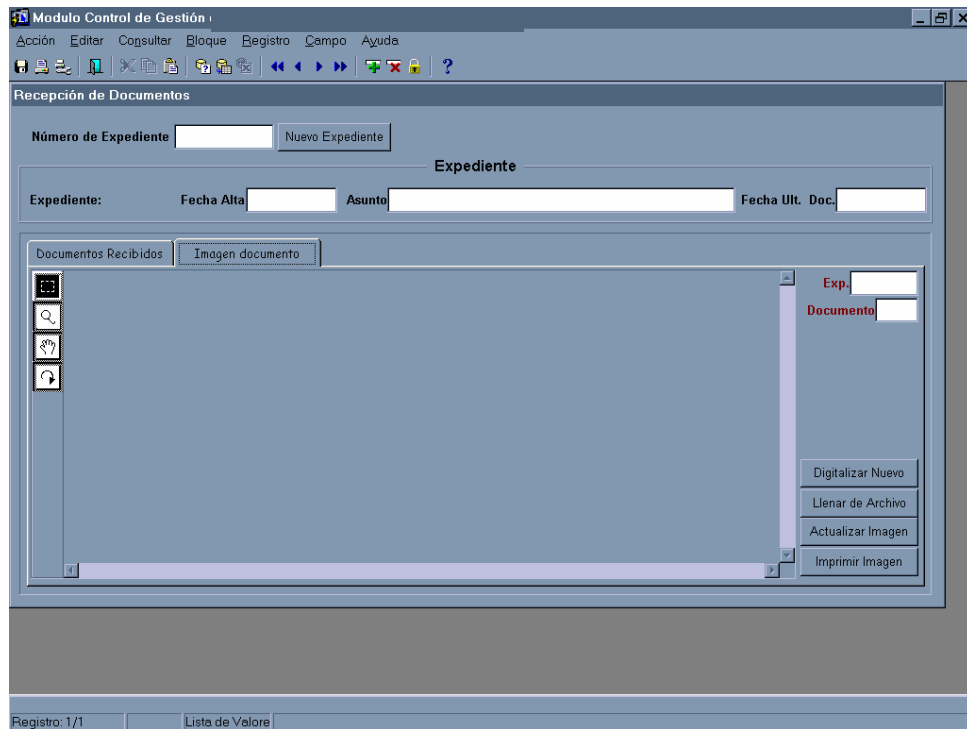 Modulo Control de Gestión
Acción Editar Consultar Bloque Registro Campo Ayuda
Recepción de Documentos
Número de Expediente Nuevo Expediente
Expediente
Expediente: Fecha Alta Asunto Fecha Ult. Doc.
Documentos Recibidos Imagen documento
Exp.
Documento
Digitalizar Nuevo
Llenar de Archivo
Actualizar Imagen
Imprimir Imagen
Registro: 1/1 Lista de Valore